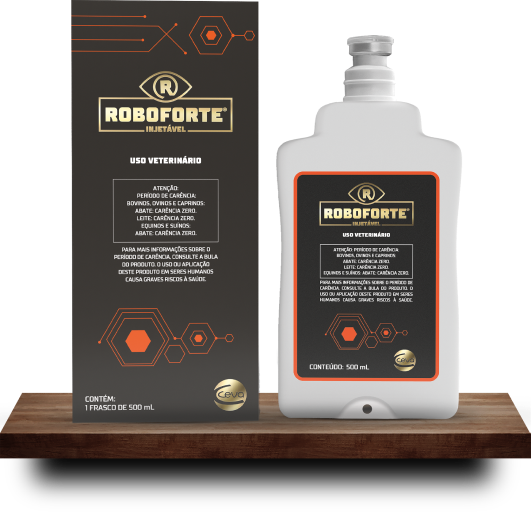 R
ROBOFORTE®
INJETÁVEL
USO VETERINÁRIO
ATENÇÃO:
PERÍODO DE CARÊNCIA:
BOVINOS, OVINOS E CAPRINOS:
ABATE: CARÊNCIA ZERO.
LEITE: CARÊNCIA ZERO.
EQUINOS E SUÍNOS:
ABATE: CARÊNCIA ZERO.
PARA MAIS INFORMAÇÕES SOBRE O
PERÍODO DE CARÊNCIA, CONSULTE A BULA
DO PRODUTO. O USO OU APLICAÇÃO
DESTE PRODUTO EM SERES HUMANOS
CAUSA GRAVES RISCOS À SAÚDE.
CONTÉM:
1 FRASCO DE 500 mL
Ceva
R
ROBOFORTE®
INJETÁVEL
USO VETERINÁRIO
ATENÇÃO: PERÍODO DE CARÊNCIA
BOVINOS, OVINOS E CAPRINOS:
ABATE: CARÊNCIA ZERO.
LEITE: CARÊNCIA ZERO.
EQUINOS E SUÍNOS: ABATE: CARÊNCIA ZERO.
PARA MAIS INFORMAÇÕES SOBRE O PERÍODO DE
CARÊNCIA, CONSULTE A BULA DO PRODUTO. O
USO OU APLICAÇÃO DESTE PRODUTO EM SERES
HUMANOS CAUSA GRAVES RISCOS À SAÚDE.
CONTEÚDO: 500 mL
Ceva